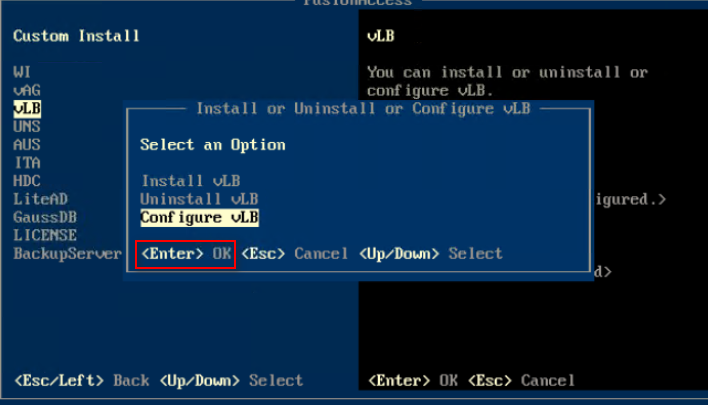 FusionAccess
Custom Install
WI
vAG
vLB
UNS
AUS
ITA
HDC
LiteAD
GaussDB
LICENSE
BackupServer
<Esc/Left> Back <Up/Down> Select
vLB
You can install or uninstall or
configure vLB.
igured.>
d>
<Enter> OK <Esc> Cancel
Install or Uninstall or Configure vLB
Select an Option
Install vLB
Uninstall vLB
Configure vLB
<Enter> OK <Esc> Cancel <Up/Down> Select